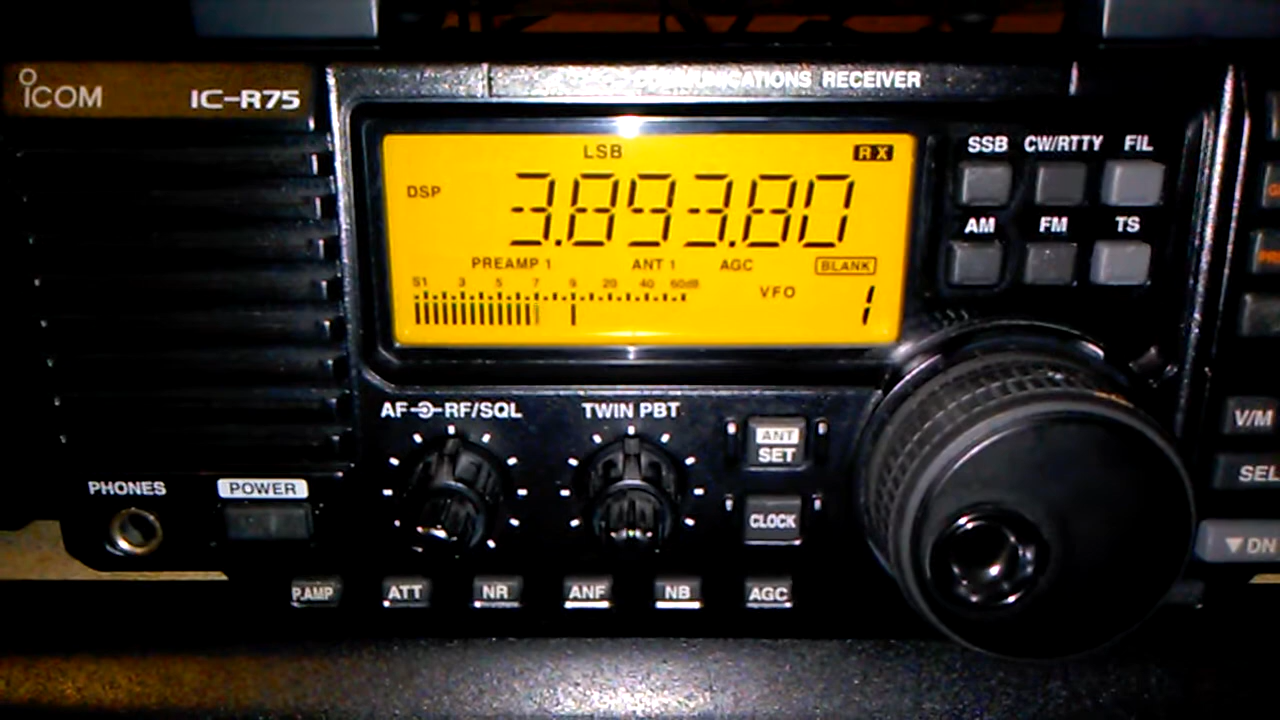 ICOM IC-R75
COMMUNICATIONS RECEIVER
LSB RX
DSP
3.893.80
PREAMP 1 ANT 1 AGC BLANK
S1 3 5 7 9 20 40 60dB
VFO 1
SSB CW/RTTY FIL
AM FM TS
AF RF/SQL TWIN PBT
ANT
SET
CLOCK
PHONES POWER
P.AMP ATT NR ANF NB AGC
V/M
SEL
▼DN